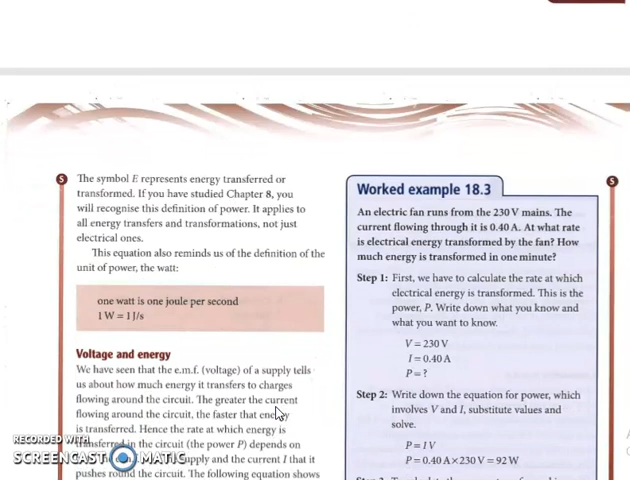 S
The symbol E represents energy transferred or
transformed. If you have studied Chapter 8, you
will recognise this definition of power. It applies to
all energy transfers and transformations, not just
electrical ones.
This equation also reminds us of the definition of the
unit of power, the watt:
one watt is one joule per second
1 W = 1 J/s
Voltage and energy
We have seen that the e.m.f. (voltage) of a supply tells
us about how much energy it transfers to charges
flowing around the circuit. The greater the current
flowing around the circuit, the faster that energy
is transferred. Hence the rate at which energy is
transferred in the circuit (the power P) depends on
supply and the current I that it
pushes round the circuit. The following equation shows
RECORDED WITH
SCREENCAST MATIC
Worked example 18.3
An electric fan runs from the 230 V mains. The
current flowing through it is 0.40 A. At what rate
is electrical energy transformed by the fan? How
much energy is transformed in one minute?
Step 1: First, we have to calculate the rate at which
electrical energy is transformed. This is the
power, P. Write down what you know and
what you want to know.
V = 230 V
I = 0.40 A
P = ?
Step 2: Write down the equation for power, which
involves V and I, substitute values and
solve.
P = I V
P = 0.40 A × 230 V = 92 W
S